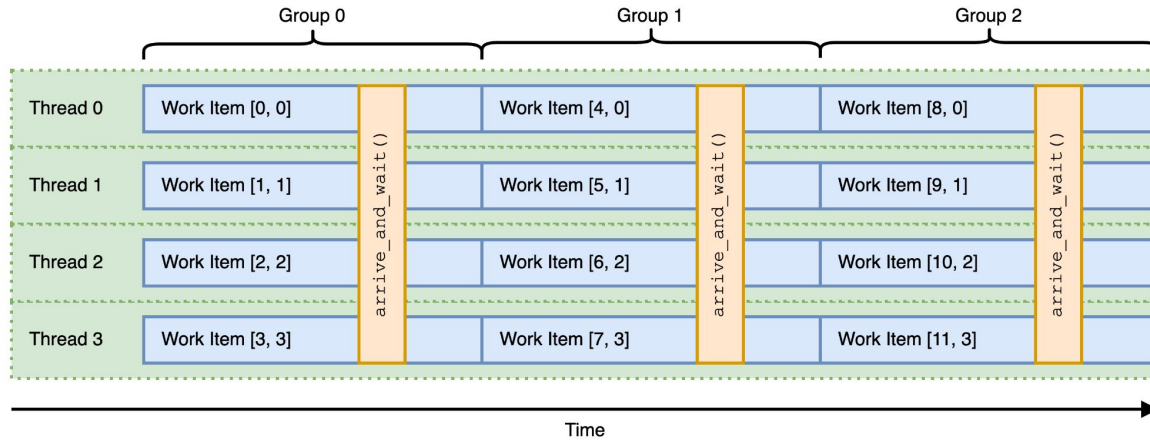 Group 0
Group 1
Group 2
Thread 0
Work Item [0, 0]
Work Item [4, 0]
Work Item [8, 0]
Thread 1
Work Item [1, 1]
Work Item [5, 1]
Work Item [9, 1]
Thread 2
Work Item [2, 2]
Work Item [6, 2]
Work Item [10, 2]
Thread 3
Work Item [3, 3]
Work Item [7, 3]
Work Item [11, 3]
arrive_and_wait()
arrive_and_wait()
arrive_and_wait()
Time